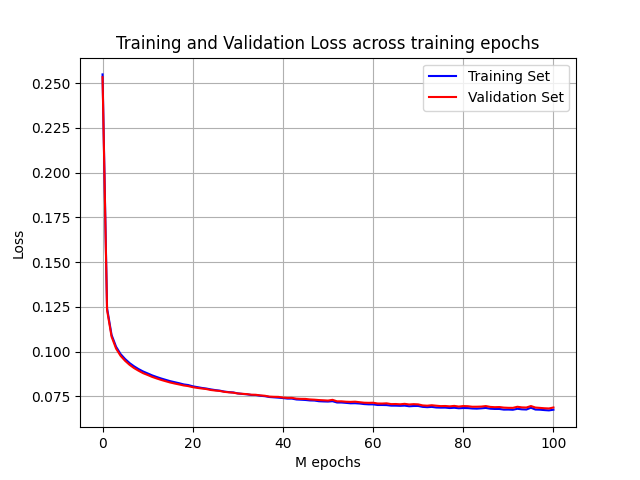 Training and Validation Loss across training epochs
Training Set
Validation Set
Loss
0.250
0.225
0.200
0.175
0.150
0.125
0.100
0.075
0 20 40 60 80 100
M epochs